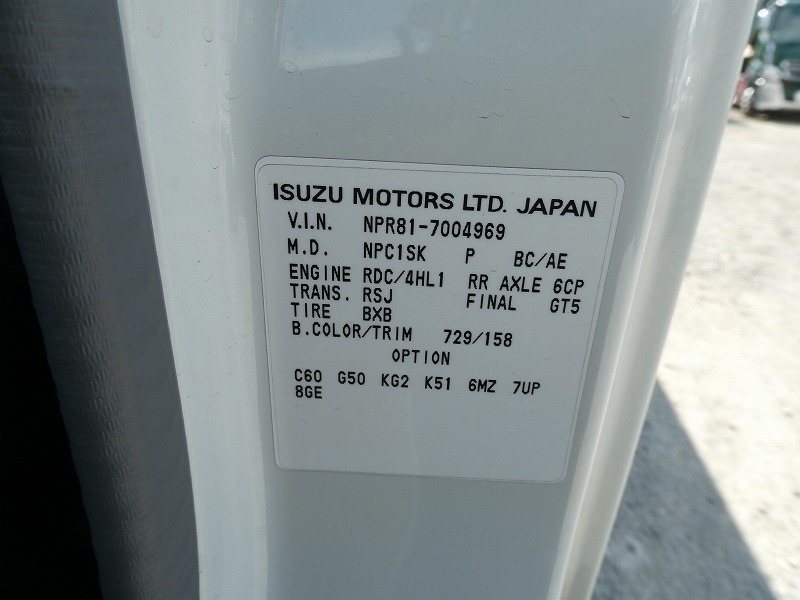 ISUZU MOTORS LTD. JAPAN
V.I.N. NPR81-7004969
M.D. NPC1SK P BC/AE
ENGINE RDC/4HL1 RR AXLE 6CP
TRANS. RSJ FINAL GT5
TIRE BXB
B.COLOR/TRIM 729/158
OPTION
C60 G50 KG2 K51 6MZ 7UP
8GE